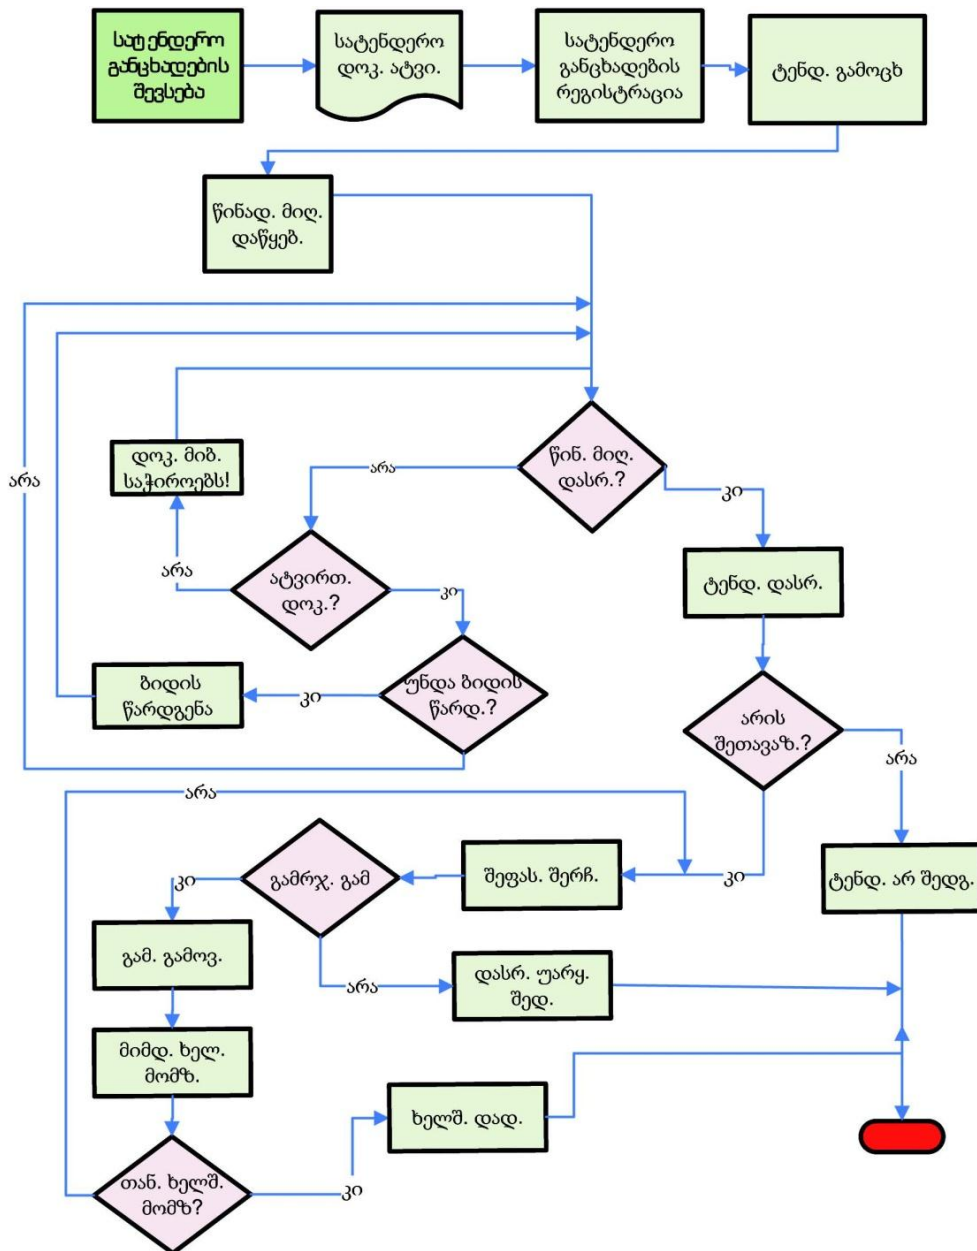 სატენდერო
განცხადების
შევსება
სატენდერო
დოკ. ატვი.
სატენდერო
განცხადების
რეგისტრაცია
ტენდ. გამოცხ
წინად. მიღ.
დაწყებ.
წინ. მიღ.
დასრ.?
არა
კი
დოკ. მიბ.
საჭიროებს!
არა
არა
ატვირთ.
დოკ.?
კი
ტენდ. დასრ.
ბიდის
წარდგენა
კი
უნდა ბიდის
წარდ.?
არის
შეთავაზ.?
არა
არა
გამრჯ. გამ
შეფას. შერჩ.
კი
ტენდ. არ შედგ.
კი
გამ. გამოვ.
არა
დასრ. უარყ.
შედ.
მიმდ. ხელ.
მომზ.
ხელშ. დად.
თან. ხელშ.
მომზ?
კი